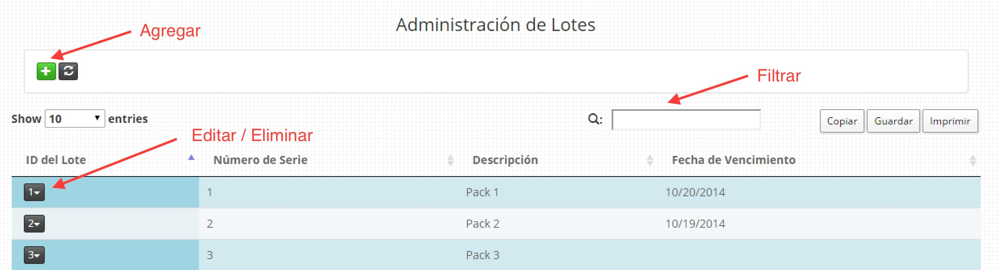 Administración de Lotes
Agregar
Filtrar
Show 10 entries
Q:
Copiar Guardar Imprimir
Editar / Eliminar
ID del Lote Número de Serie Descripción Fecha de Vencimiento
1 1 Pack 1 10/20/2014
2 2 Pack 2 10/19/2014
3 3 Pack 3